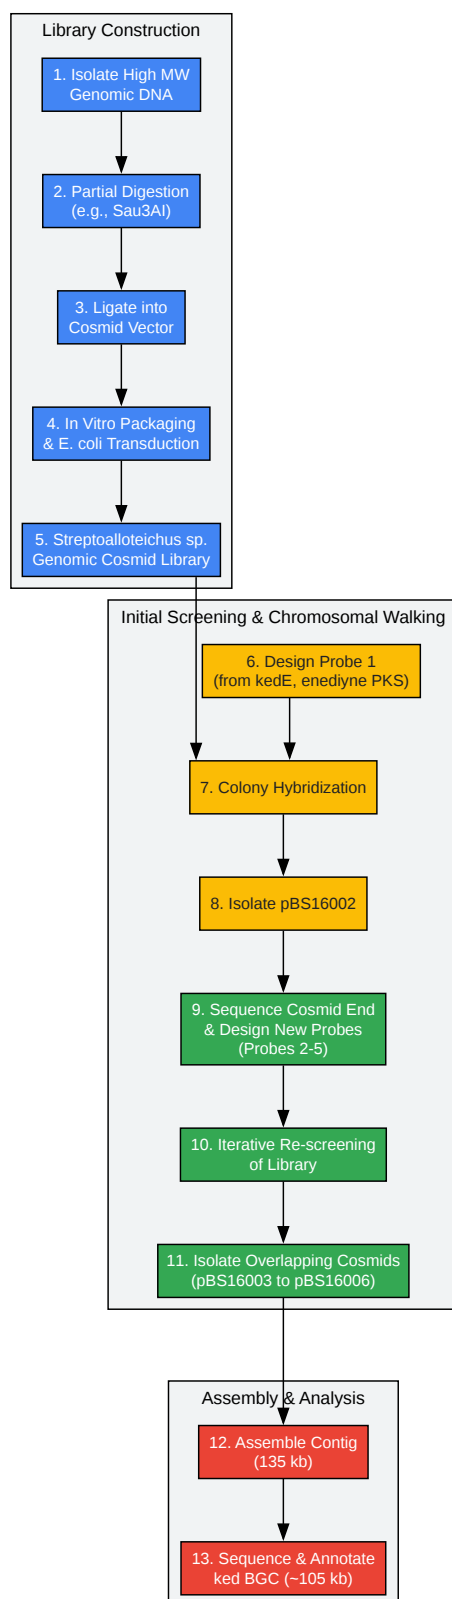 Library Construction
1. Isolate High MW
Genomic DNA
2. Partial Digestion
(e.g., Sau3AI)
3. Ligate into
Cosmid Vector
4. In Vitro Packaging
& E. coli Transduction
5. Streptoalloteichus sp.
Genomic Cosmid Library
Initial Screening & Chromosomal Walking
6. Design Probe 1
(from kedE, enediyne PKS)
7. Colony Hybridization
8. Isolate pBS16002
9. Sequence Cosmid End
& Design New Probes
(Probes 2-5)
10. Iterative Re-screening
of Library
11. Isolate Overlapping Cosmids
(pBS16003 to pBS16006)
Assembly & Analysis
12. Assemble Contig
(135 kb)
13. Sequence & Annotate
ked BGC (~105 kb)